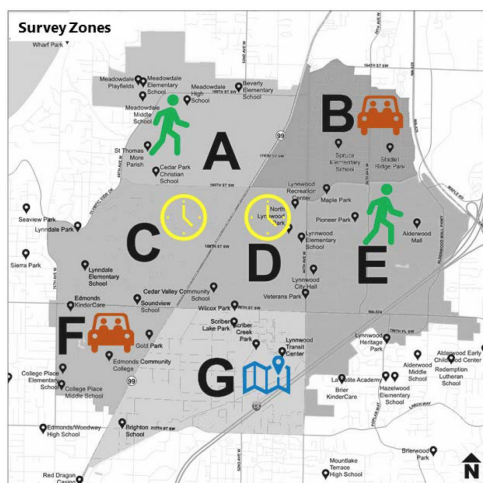 Survey Zones
Wharf Park
Meadowdale
Playfields
Meadowdale
Elementary
School
Meadowdale
High
School
Beverly
Elementary
School
Meadowdale
Middle
School
A
B
99
St Thomas
More
Parish
Cedar Park
Christian
School
Spruce
Elementary
School
Stadler
Ridge Park
Lynnwood
Recreation
Center
Maple Park
North
Lynnwood
Park
Pioneer Park
Alderwood
Mall
Lynnwood
Elementary
School
Seaview Park
Lynndale Park
C
D
E
Sierra Park
Lynndale
Elementary
School
Cedar Valley Community
School
Lynnwood
City Hall
Veterans Park
Edmonds
KinderCare
Soundview
School
Wilcox Park
Scriber
Lake Park
Scriber
Creek
Park
F
Gold Park
Lynnwood
Transit
Center
Lynnwood
Heritage
Park
Edmonds Community
College
College Place
Elementary
School
College Place Middle
School
G
Alderwood
Middle
School
Alderwood Early
Childhood Center
Redemption
Lutheran
School
Academy
Brier
KinderCare
Hazelwood
Elementary
School
99
Edmonds/Woodway
High School
Brighton
School
Mountlake
Terrace
High School
Brierwood
Park
Red Dragon
Casino
N